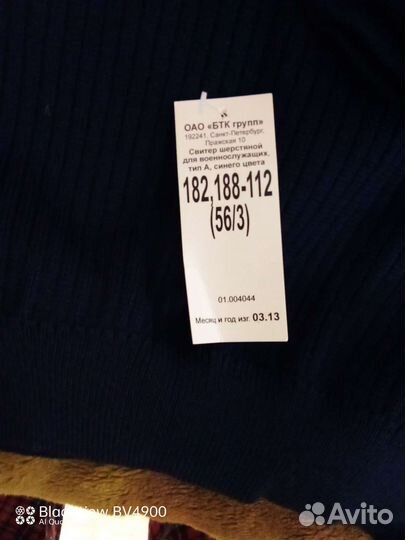 ОАО «БТК групп»
192241, Санкт-Петербург,
Пражская 10
Свитер шерстяной
для военнослужащих,
тип А, синего цвета
182,188-112
(56/3)
01.004044
Месяц и год изг. 03.13
Blackview BV4900
Avito